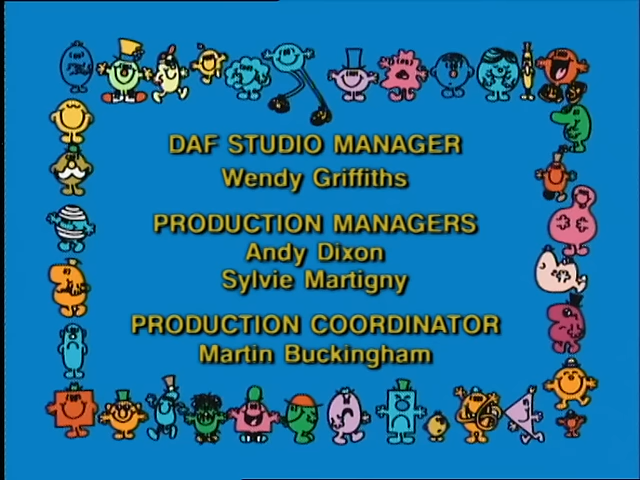 DAF STUDIO MANAGER
Wendy Griffiths
PRODUCTION MANAGERS
Andy Dixon
Sylvie Martigny
PRODUCTION COORDINATOR
Martin Buckingham